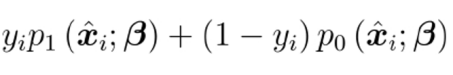 y_i p_1 (x̂_i; β) + (1 − y_i) p_0 (x̂_i; β)